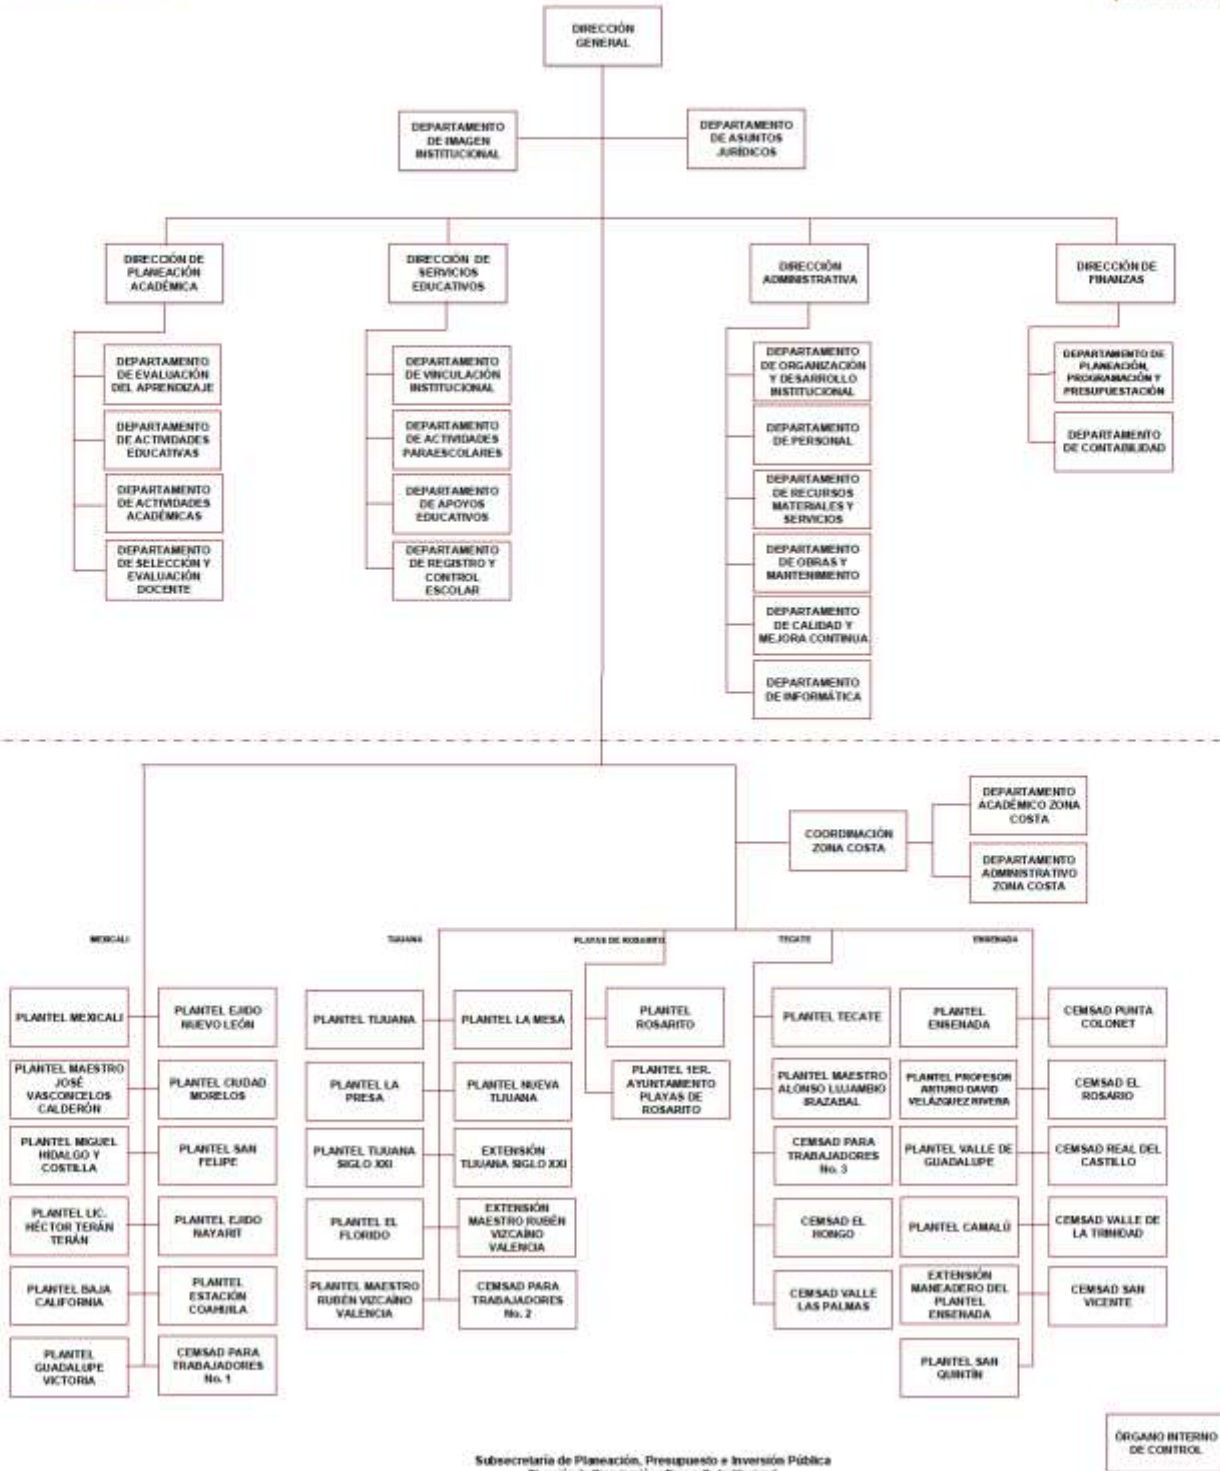 DIRECCIÓN
GENERAL
DEPARTAMENTO
DE IMAGEN
INSTITUCIONAL
DEPARTAMENTO
DE ASUNTOS
JURÍDICOS
DIRECCIÓN DE
PLANEACIÓN
ACADÉMICA
DIRECCIÓN DE
SERVICIOS
EDUCATIVOS
DIRECCIÓN
ADMINISTRATIVA
DIRECCIÓN DE
FINANZAS
DEPARTAMENTO
DE EVALUACIÓN
DEL APRENDIZAJE
DEPARTAMENTO
DE ACTIVIDADES
EDUCATIVAS
DEPARTAMENTO
DE ACTIVIDADES
ACADÉMICAS
DEPARTAMENTO
DE SELECCIÓN Y
EVALUACIÓN
DOCENTE
DEPARTAMENTO
DE VINCULACIÓN
INSTITUCIONAL
DEPARTAMENTO
DE ACTIVIDADES
PARAESCOLARES
DEPARTAMENTO
DE APOYOS
EDUCATIVOS
DEPARTAMENTO
DE REGISTRO Y
CONTROL
ESCOLAR
DEPARTAMENTO
DE ORGANIZACIÓN
Y DESARROLLO
INSTITUCIONAL
DEPARTAMENTO
DE PERSONAL
DEPARTAMENTO
DE RECURSOS
MATERIALES Y
SERVICIOS
DEPARTAMENTO
DE OBRAS Y
MANTENIMIENTO
DEPARTAMENTO
DE CALIDAD Y
MEJORA CONTINUA
DEPARTAMENTO
DE INFORMÁTICA
DEPARTAMENTO DE
PLANEACIÓN,
PROGRAMACIÓN Y
PRESUPUESTACIÓN
DEPARTAMENTO
DE CONTABILIDAD
COORDINACIÓN
ZONA COSTA
DEPARTAMENTO
ACADÉMICO ZONA
COSTA
DEPARTAMENTO
ADMINISTRATIVO
ZONA COSTA
MEXICALI
PLANTEL MEXICALI
PLANTEL EJIDO
NUEVO LEÓN
PLANTEL MAESTRO
JOSÉ
VASCONCELOS
CALDERÓN
PLANTEL CIUDAD
MORELOS
PLANTEL MIGUEL
HIDALGO Y
COSTILLA
PLANTEL SAN
FELIPE
PLANTEL LIC.
HÉCTOR TERÁN
TERÁN
PLANTEL EJIDO
NAYARIT
PLANTEL BAJA
CALIFORNIA
PLANTEL
ESTACIÓN
COAHUILA
PLANTEL
GUADALUPE
VICTORIA
CEMSAD PARA
TRABAJADORES
No. 1
TIJUANA
PLANTEL TIJUANA
PLANTEL LA MESA
PLANTEL LA
PRESA
PLANTEL NUEVA
TIJUANA
PLANTEL TIJUANA
SIGLO XXI
EXTENSIÓN
TIJUANA SIGLO XXI
PLANTEL EL
FLORIDO
EXTENSIÓN
MAESTRO RUBÉN
VIZCAÍNO
VALENCIA
PLANTEL MAESTRO
RUBÉN VIZCAÍNO
VALENCIA
CEMSAD PARA
TRABAJADORES
No. 2
PLAYAS DE ROSARITO
PLANTEL
ROSARITO
PLANTEL 1ER.
AYUNTAMIENTO
PLAYAS DE
ROSARITO
TECATE
PLANTEL TECATE
PLANTEL MAESTRO
ALONSO LUJAMBIO
IRAZABAL
CEMSAD PARA
TRABAJADORES
No. 3
CEMSAD EL
HONGO
CEMSAD VALLE
LAS PALMAS
ENSENADA
PLANTEL
ENSENADA
CEMSAD PUNTA
COLONET
PLANTEL PROFESOR
ARTURO DAVID
VELÁZQUEZ RIVERA
CEMSAD EL
ROSARIO
PLANTEL VALLE DE
GUADALUPE
CEMSAD REAL DEL
CASTILLO
PLANTEL CAMALÚ
CEMSAD VALLE DE
LA TRINIDAD
EXTENSIÓN
MANEADERO DEL
PLANTEL
ENSENADA
CEMSAD SAN
VICENTE
PLANTEL SAN
QUINTÍN
ÓRGANO INTERNO
DE CONTROL
Subsecretaría de Planeación, Presupuesto e Inversión Pública